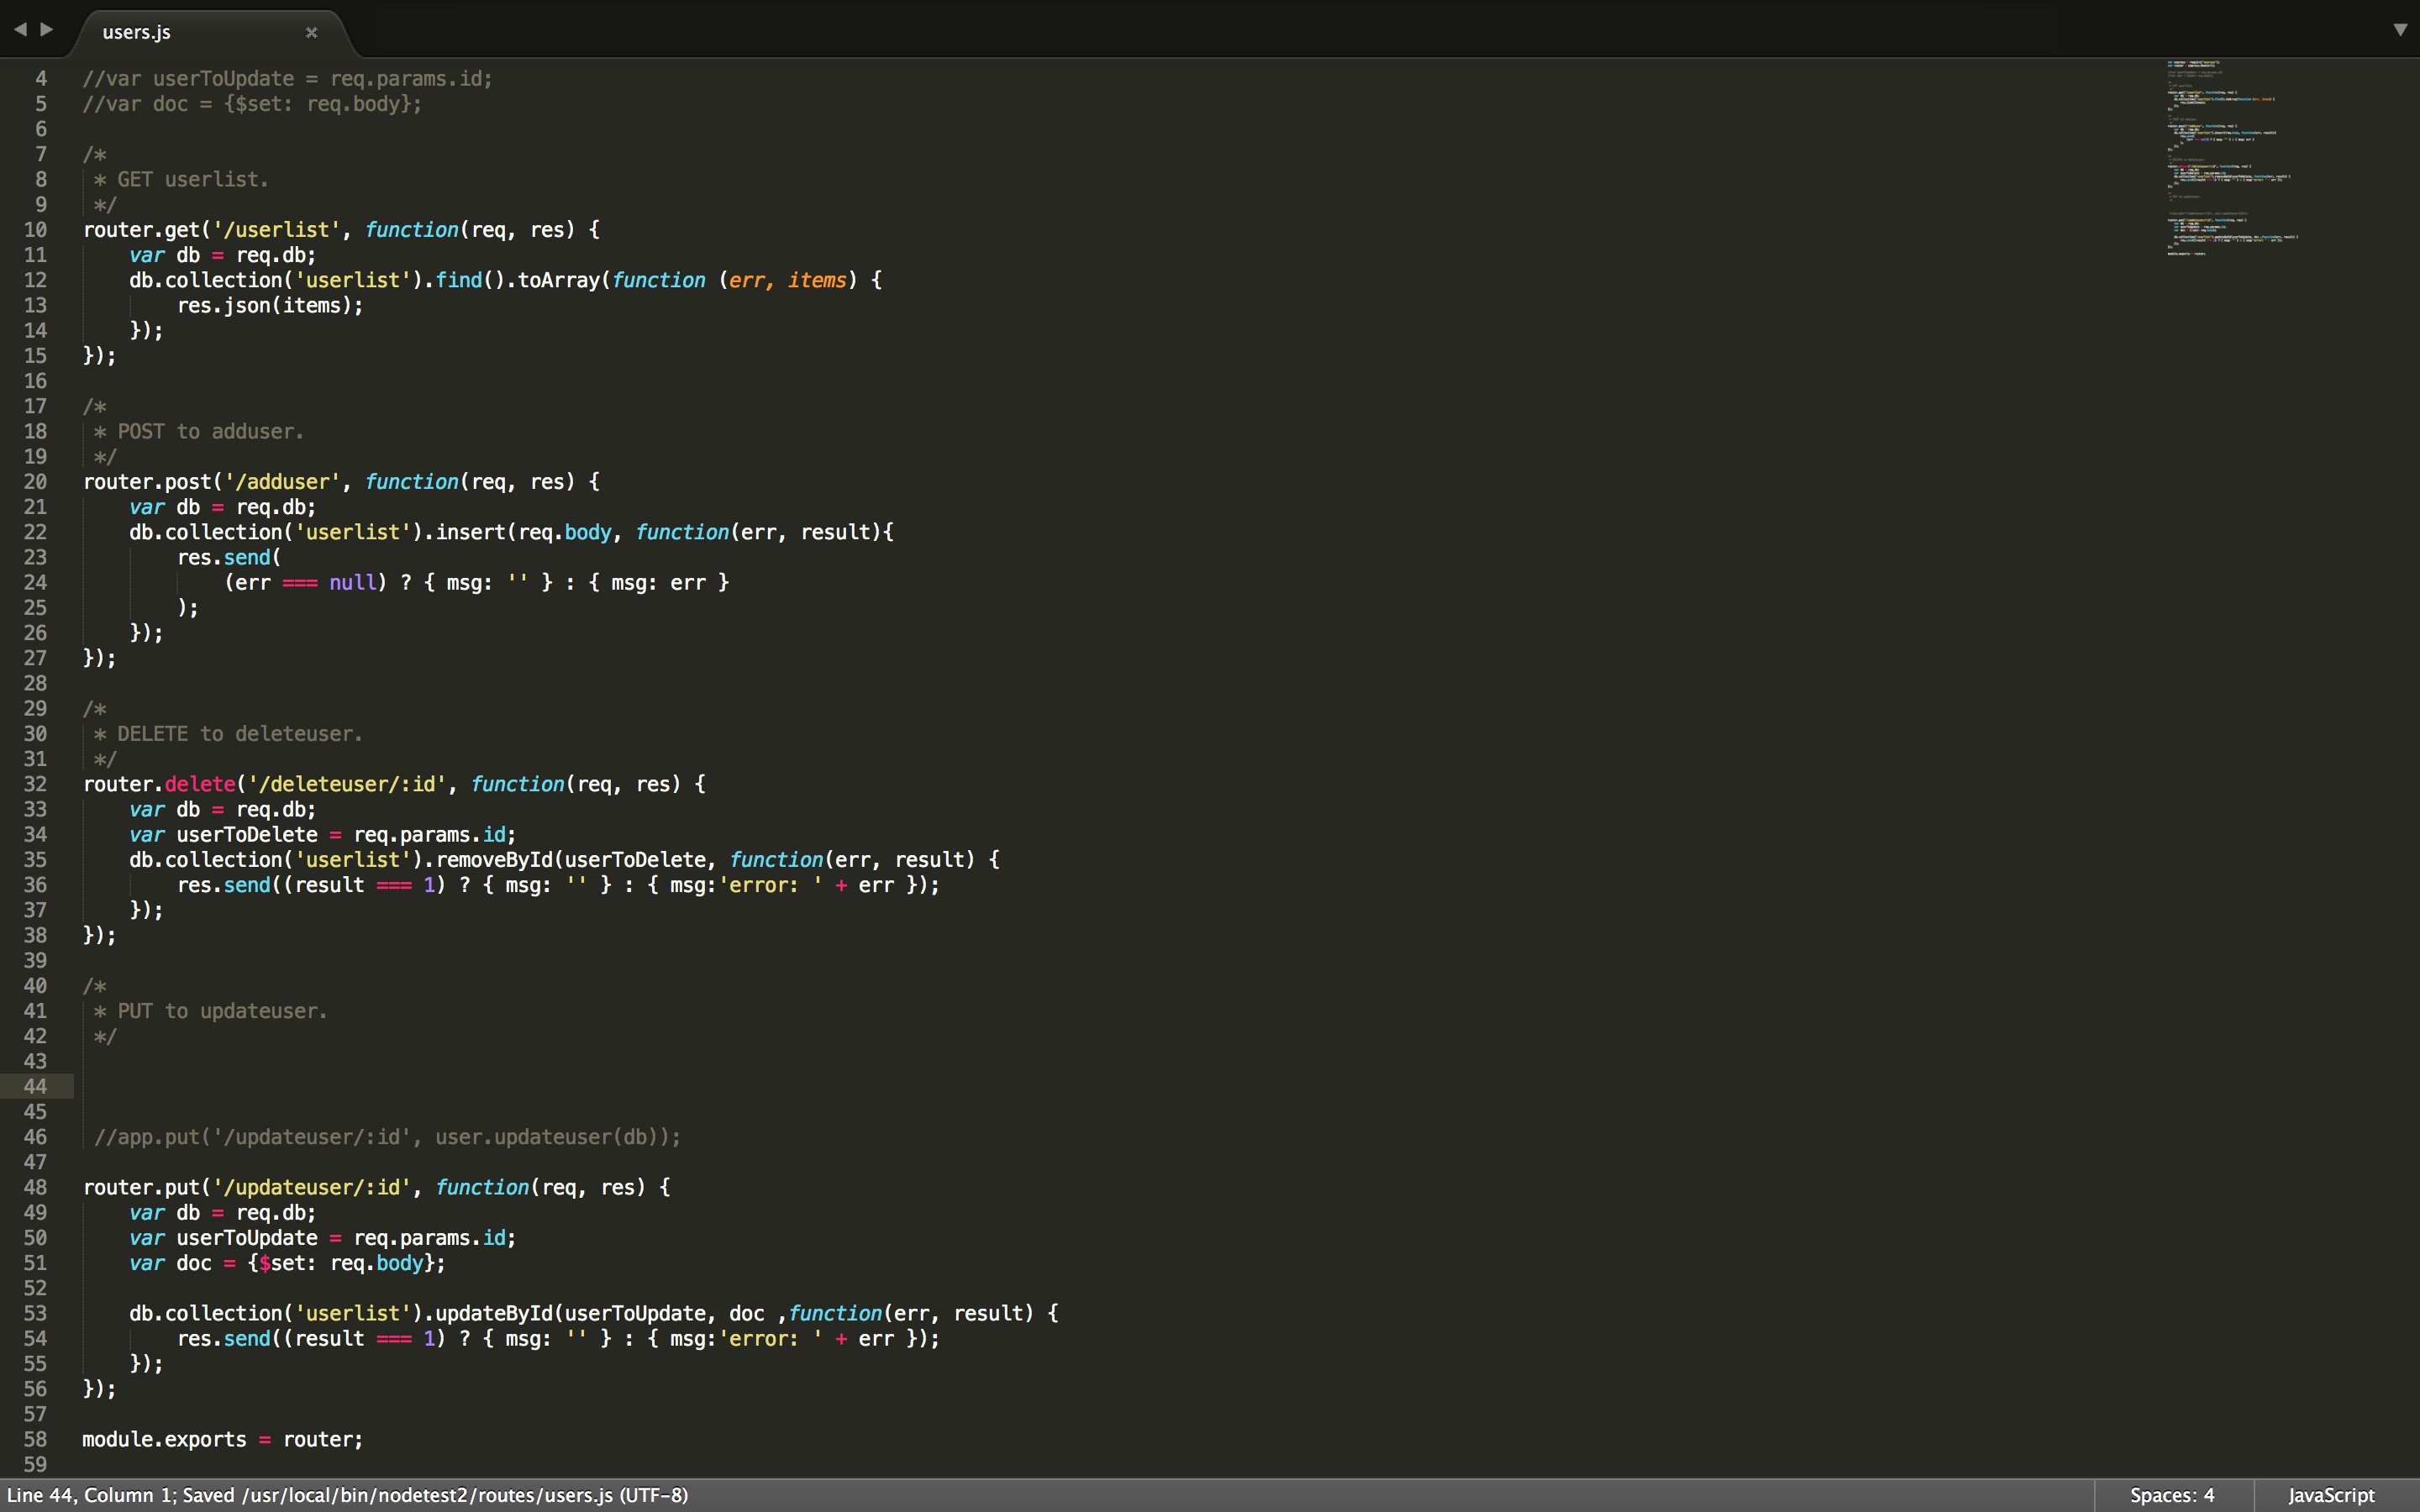 users.js
4 //var userToUpdate = req.params.id;
5 //var doc = {$set: req.body};
6
7 /*
8  * GET userlist.
9  */
10 router.get('/userlist', function(req, res) {
11     var db = req.db;
12     db.collection('userlist').find().toArray(function (err, items) {
13         res.json(items);
14     });
15 });
16
17 /*
18  * POST to adduser.
19  */
20 router.post('/adduser', function(req, res) {
21     var db = req.db;
22     db.collection('userlist').insert(req.body, function(err, result){
23         res.send(
24             (err === null) ? { msg: '' } : { msg: err }
25         );
26     });
27 });
28
29 /*
30  * DELETE to deleteuser.
31  */
32 router.delete('/deleteuser/:id', function(req, res) {
33     var db = req.db;
34     var userToDelete = req.params.id;
35     db.collection('userlist').removeById(userToDelete, function(err, result) {
36         res.send((result === 1) ? { msg: '' } : { msg:'error: ' + err });
37     });
38 });
39
40 /*
41  * PUT to updateuser.
42  */
43
44
45
46  //app.put('/updateuser/:id', user.updateuser(db));
47
48 router.put('/updateuser/:id', function(req, res) {
49     var db = req.db;
50     var userToUpdate = req.params.id;
51     var doc = {$set: req.body};
52
53     db.collection('userlist').updateById(userToUpdate, doc ,function(err, result) {
54         res.send((result === 1) ? { msg: '' } : { msg:'error: ' + err });
55     });
56 });
57
58 module.exports = router;
59
Line 44, Column 1; Saved /usr/local/bin/nodetest2/routes/users.js (UTF-8)
Spaces: 4
JavaScript